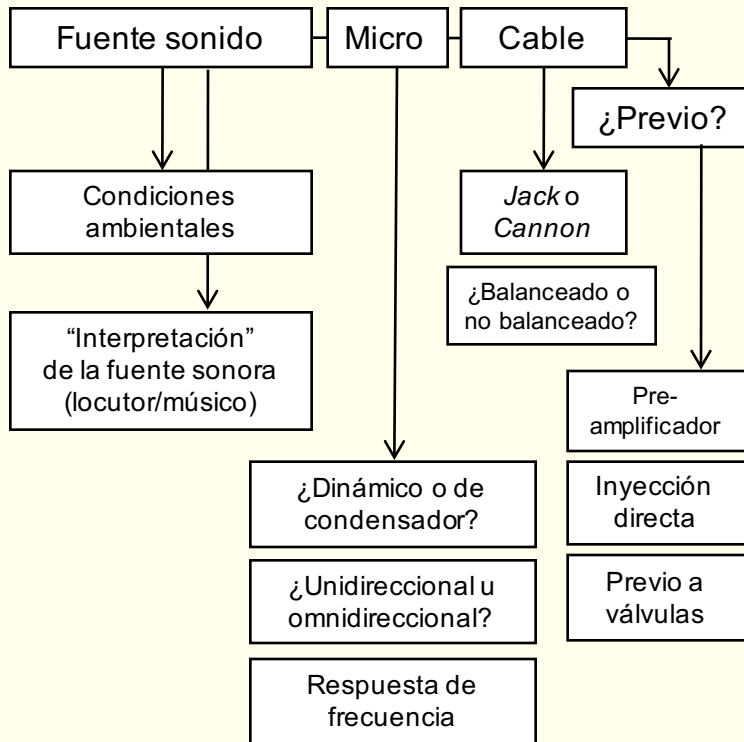 Fuente sonido
Micro
Cable
¿Previo?
Condiciones
ambientales
Jack o
Cannon
¿Balanceado o
no balanceado?
“Interpretación”
de la fuente sonora
(locutor/músico)
Pre-
amplificador
¿Dinámico o de
condensador?
Inyección
directa
¿Unidireccional u
omnidireccional?
Previo a
válvulas
Respuesta de
frecuencia